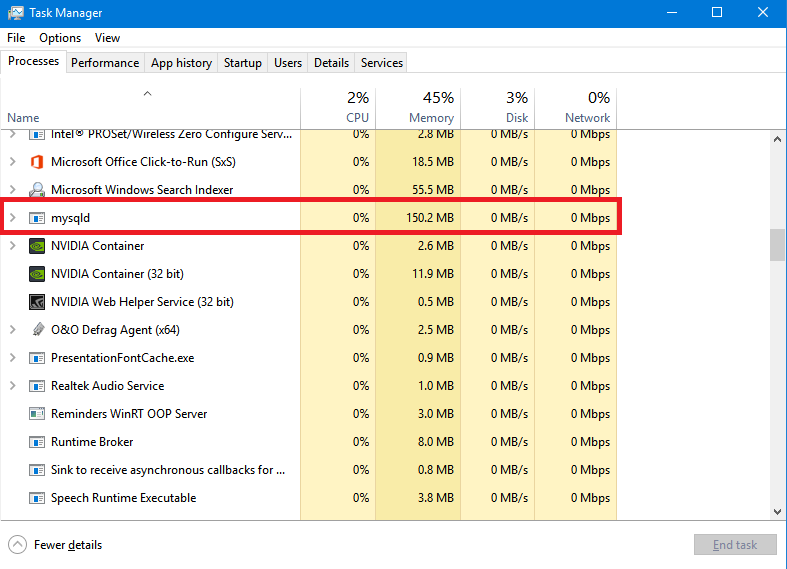 Task Manager
File Options View
Processes Performance App history Startup Users Details Services
2% 45% 3% 0%
Name CPU Memory Disk Network
Intel® PROSet/Wireless Zero Configure Serv... 0% 2.8 MB 0 MB/s 0 Mbps
Microsoft Office Click-to-Run (SxS) 0% 18.5 MB 0 MB/s 0 Mbps
Microsoft Windows Search Indexer 0% 55.5 MB 0 MB/s 0 Mbps
mysqld 0% 150.2 MB 0 MB/s 0 Mbps
NVIDIA Container 0% 2.6 MB 0 MB/s 0 Mbps
NVIDIA Container (32 bit) 0% 11.9 MB 0 MB/s 0 Mbps
NVIDIA Web Helper Service (32 bit) 0% 0.5 MB 0 MB/s 0 Mbps
O&O Defrag Agent (x64) 0% 2.5 MB 0 MB/s 0 Mbps
PresentationFontCache.exe 0% 0.9 MB 0 MB/s 0 Mbps
Realtek Audio Service 0% 1.0 MB 0 MB/s 0 Mbps
Reminders WinRT OOP Server 0% 3.0 MB 0 MB/s 0 Mbps
Runtime Broker 0% 8.0 MB 0 MB/s 0 Mbps
Sink to receive asynchronous callbacks for ... 0% 0.8 MB 0 MB/s 0 Mbps
Speech Runtime Executable 0% 3.8 MB 0 MB/s 0 Mbps
Fewer details End task